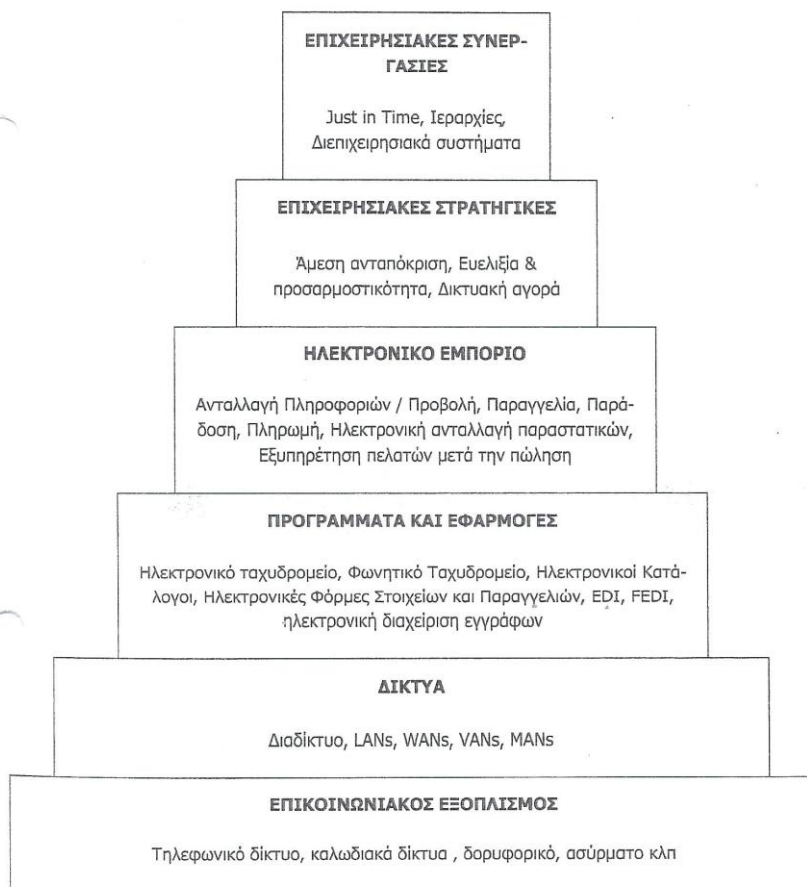 ΕΠΙΧΕΙΡΗΣΙΑΚΕΣ ΣΥΝΕΡ-
ΓΑΣΙΕΣ
Just in Time, Ιεραρχίες,
Διεπιχειρησιακά συστήματα
ΕΠΙΧΕΙΡΗΣΙΑΚΕΣ ΣΤΡΑΤΗΓΙΚΕΣ
Άμεση ανταπόκριση, Ευελιξία &
προσαρμοστικότητα, Δικτυακή αγορά
ΗΛΕΚΤΡΟΝΙΚΟ ΕΜΠΟΡΙΟ
Ανταλλαγή Πληροφοριών / Προβολή, Παραγγελία, Παρά-
δοση, Πληρωμή, Ηλεκτρονική ανταλλαγή παραστατικών,
Εξυπηρέτηση πελατών μετά την πώληση
ΠΡΟΓΡΑΜΜΑΤΑ ΚΑΙ ΕΦΑΡΜΟΓΕΣ
Ηλεκτρονικό ταχυδρομείο, Φωνητικό Ταχυδρομείο, Ηλεκτρονικοί Κατά-
λογοι, Ηλεκτρονικές Φόρμες Στοιχείων και Παραγγελιών, EDI, FEDI,
ηλεκτρονική διαχείριση εγγράφων
ΔΙΚΤΥΑ
Διαδίκτυο, LANs, WANs, VANs, MANs
ΕΠΙΚΟΙΝΩΝΙΑΚΟΣ ΕΞΟΠΛΙΣΜΟΣ
Τηλεφωνικό δίκτυο, καλωδιακά δίκτυα , δορυφορικό, ασύρματο κλπ